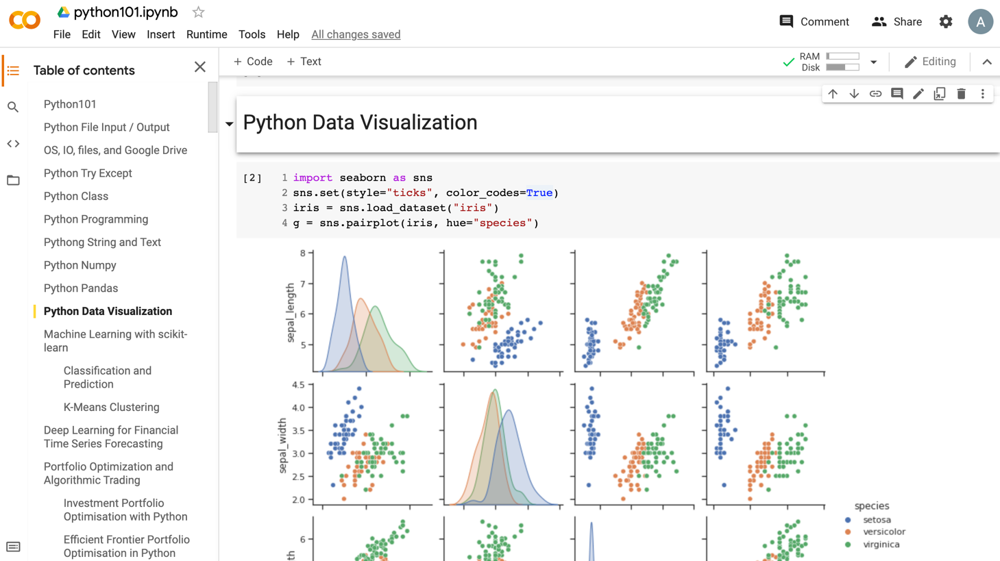 python101.ipynb
File Edit View Insert Runtime Tools Help All changes saved
Comment Share A
Table of contents
Python101
Python File Input / Output
OS, IO, files, and Google Drive
Python Try Except
Python Class
Python Programming
Pythong String and Text
Python Numpy
Python Pandas
Python Data Visualization
Machine Learning with scikit-
learn
Classification and
Prediction
K-Means Clustering
Deep Learning for Financial
Time Series Forecasting
Portfolio Optimization and
Algorithmic Trading
Investment Portfolio
Optimisation with Python
Efficient Frontier Portfolio
Optimisation in Python
+ Code + Text
RAM
Disk
Editing
Python Data Visualization
[2]
1 import seaborn as sns
2 sns.set(style="ticks", color_codes=True)
3 iris = sns.load_dataset("iris")
4 g = sns.pairplot(iris, hue="species")
8
7
6
5
sepal_length
4.5
4.0
3.5
3.0
2.5
2.0
sepal_width
6
th
species
setosa
versicolor
virginica